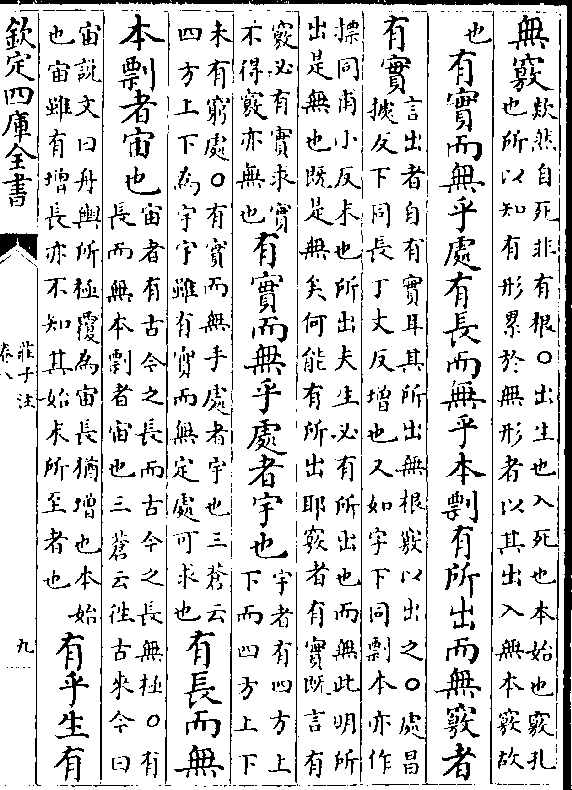 無竅歘然自死非有根○出生也入死也本始也竅孔
也所以知有形累於無形者以其出入無本竅故
也有實而無乎處有長而無乎本剽有所出而無竅者
有實言出者自有實耳其所出無根竅以出之○處昌
據反下同長丁丈反增也又如字下同剽本亦作
摽同甫小反末也所出夫生必有所出也而無此明所
出是無也既是無矣何能有所出耶竅者有實既言有
竅必有實求實
不得竅亦無也有實而無乎處者宇也宇者有四方上
下而四方上下
未有窮處○有實而無乎處者宇也三蒼云
四方上下為宇宇雖有實而無定處可求也有長而無
本剽者宙也宙者有古今之長而古今之長無極○有
長而無本剽者宙也三蒼云徃古來今曰
宙說文曰舟輿所極覆為宙長猶增也本始
也宙雖有增長亦不知其始末所至者也有乎生有
欽定四庫全書
莊子注
卷八
九